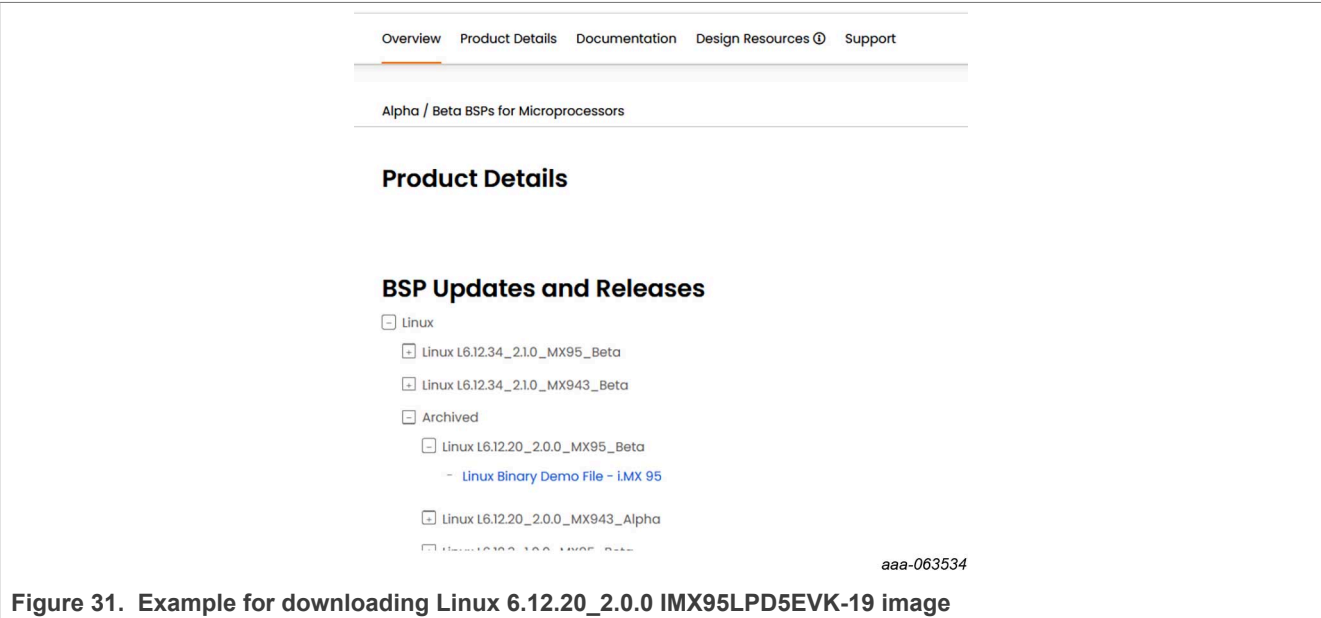 Overview Product Details Documentation Design Resources Support
Alpha / Beta BSPs for Microprocessors
Product Details
BSP Updates and Releases
Linux
Linux L6.12.34_2.1.0_MX95_Beta
Linux L6.12.34_2.1.0_MX943_Beta
Archived
Linux L6.12.20_2.0.0_MX95_Beta
Linux Binary Demo File - i.MX 95
Linux L6.12.20_2.0.0_MX943_Alpha
aaa-063534
Figure 31. Example for downloading Linux 6.12.20_2.0.0 IMX95LPD5EVK-19 image